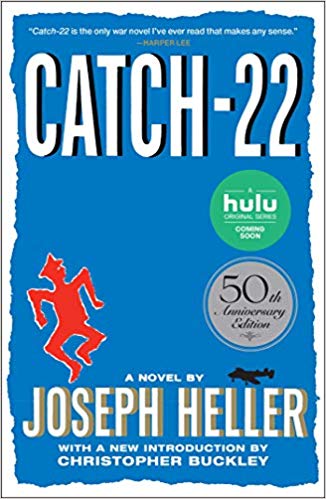 "Catch-22 is the only war novel I've ever read that makes any sense."
—HARPER LEE
CATCH-22
A
hulu
ORIGINAL SERIES
COMING
SOON
50th
Anniversary
Edition
A NOVEL BY
JOSEPH HELLER
WITH A NEW INTRODUCTION BY
CHRISTOPHER BUCKLEY